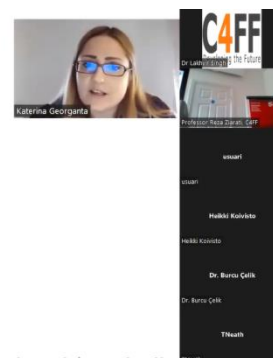 C4FF
the Future
Dr Lakhvir Singh
Katerina Georganta
Professor Reza Ziarati, C4FF
usuari
usuari
Heikki Koivisto
Heikki Koivisto
Dr. Burcu Çelik
Dr. Burcu Çelik
TNeath